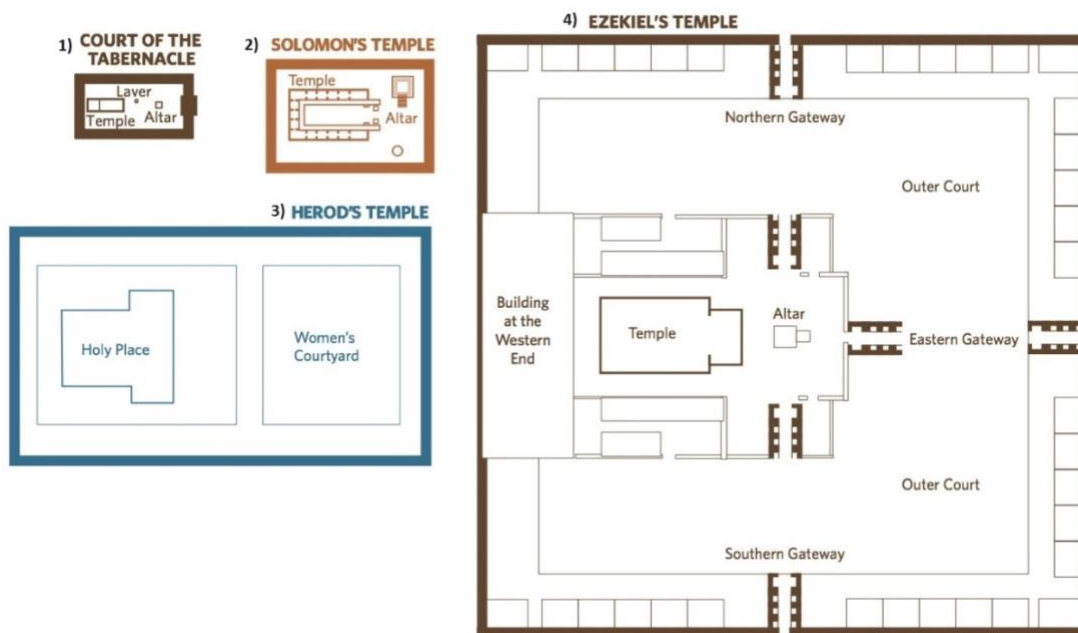 1) COURT OF THE
TABERNACLE
Laver
Temple
Altar
2) SOLOMON'S TEMPLE
Temple
Altar
3) HEROD'S TEMPLE
Holy Place
Women's
Courtyard
4) EZEKIEL'S TEMPLE
Northern Gateway
Outer Court
Building
at the
Western
End
Temple
Altar
Eastern Gateway
Outer Court
Southern Gateway